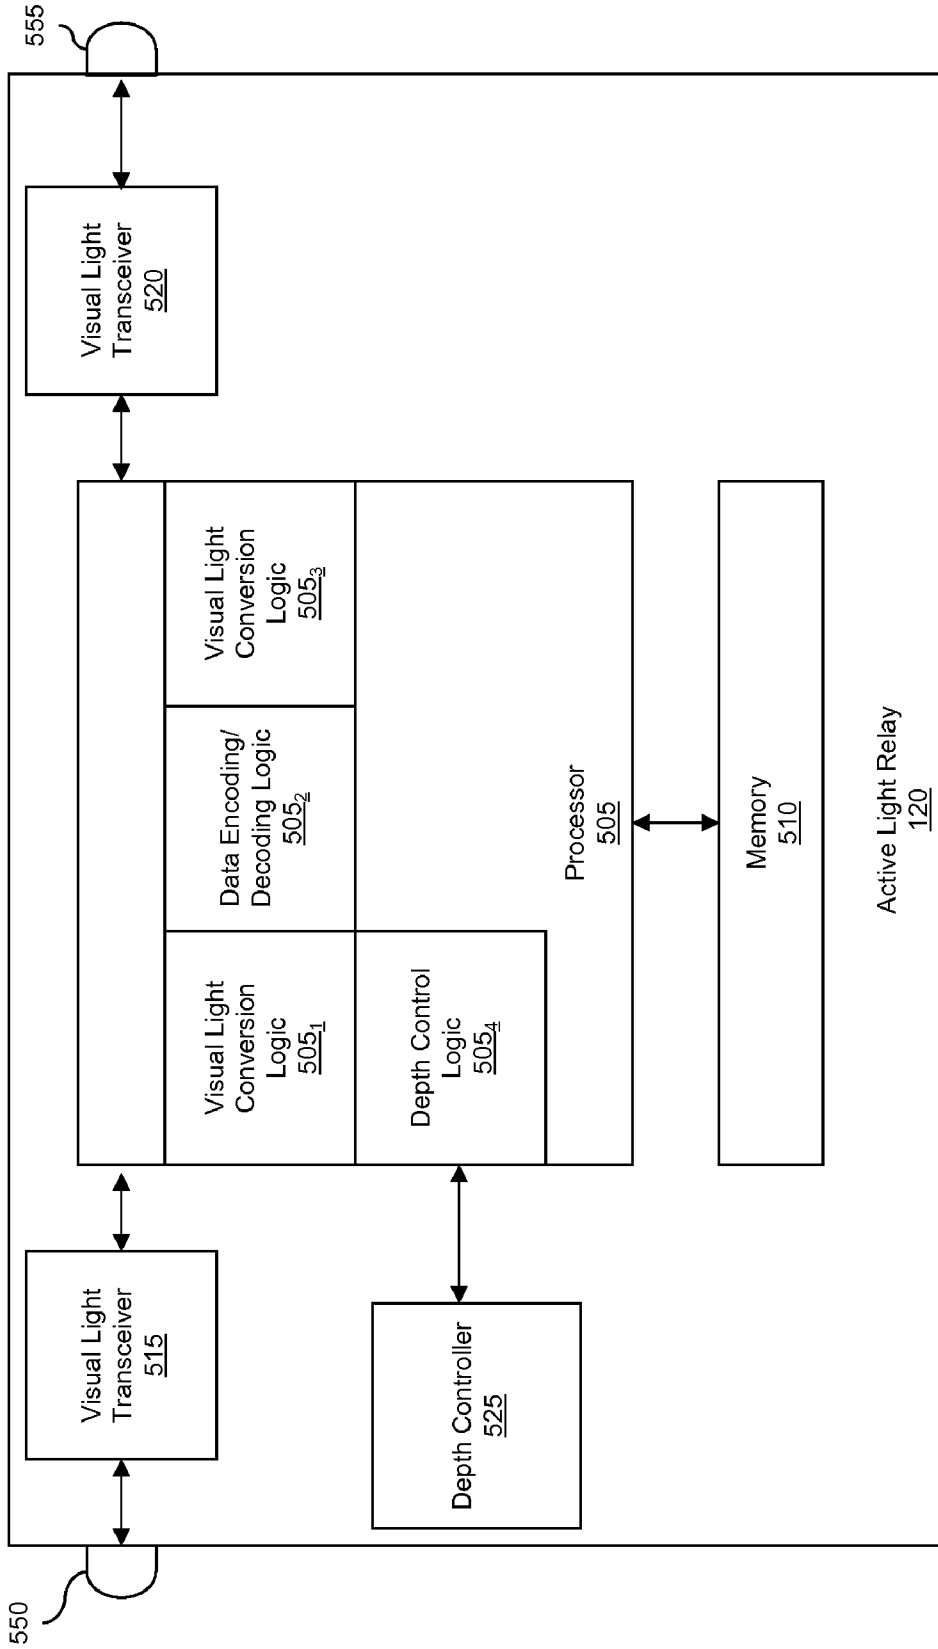 550
555
Visual Light
Transceiver
515
Visual Light
Transceiver
520
Visual Light
Conversion
Logic
505₁
Data Encoding/
Decoding Logic
505₂
Visual Light
Conversion
Logic
505₃
Depth Control
Logic
505₄
Depth Controller
525
Processor
505
Memory
510
Active Light Relay
120